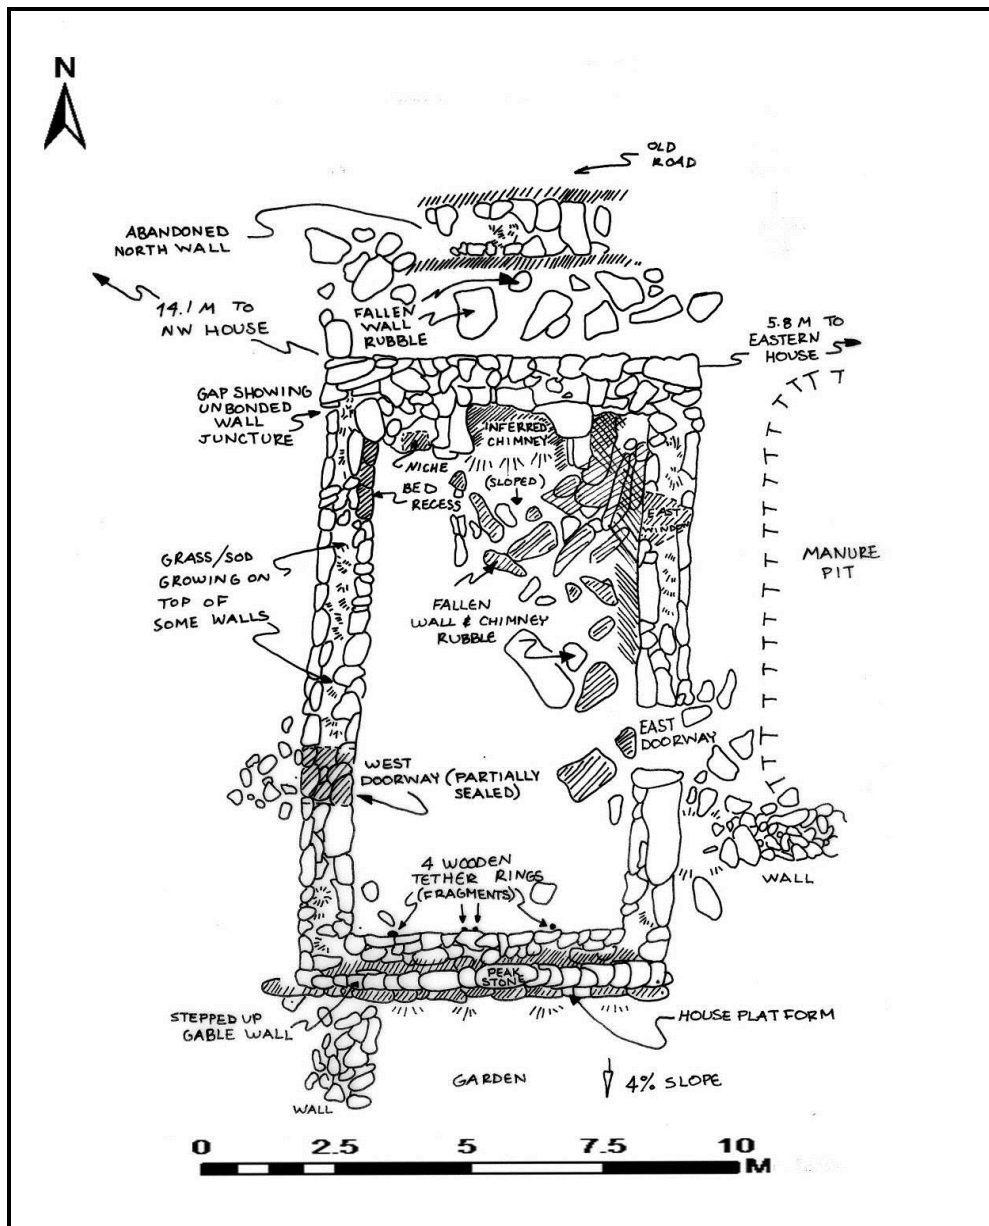 N
OLD
ROAD
ABANDONED
NORTH WALL
14.1 M TO
NW HOUSE
FALLEN
WALL
RUBBLE
5.8 M TO
EASTERN
HOUSE
GAP SHOWING
UNBONDED
WALL
JUNCTURE
INFERRED
CHIMNEY
NICHE
(SLOPED)
BED
RECESS
EAST
WINDOW
MANURE
PIT
GRASS/SOD
GROWING ON
TOP OF
SOME WALLS
FALLEN
WALL & CHIMNEY
RUBBLE
EAST
DOORWAY
WEST
DOORWAY (PARTIALLY
SEALED)
4 WOODEN
TETHER RINGS
(FRAGMENTS)
WALL
PEAK
STONE
STEPPED UP
GABLE WALL
HOUSE PLATFORM
GARDEN
4% SLOPE
WALL
0 2.5 5 7.5 10
M